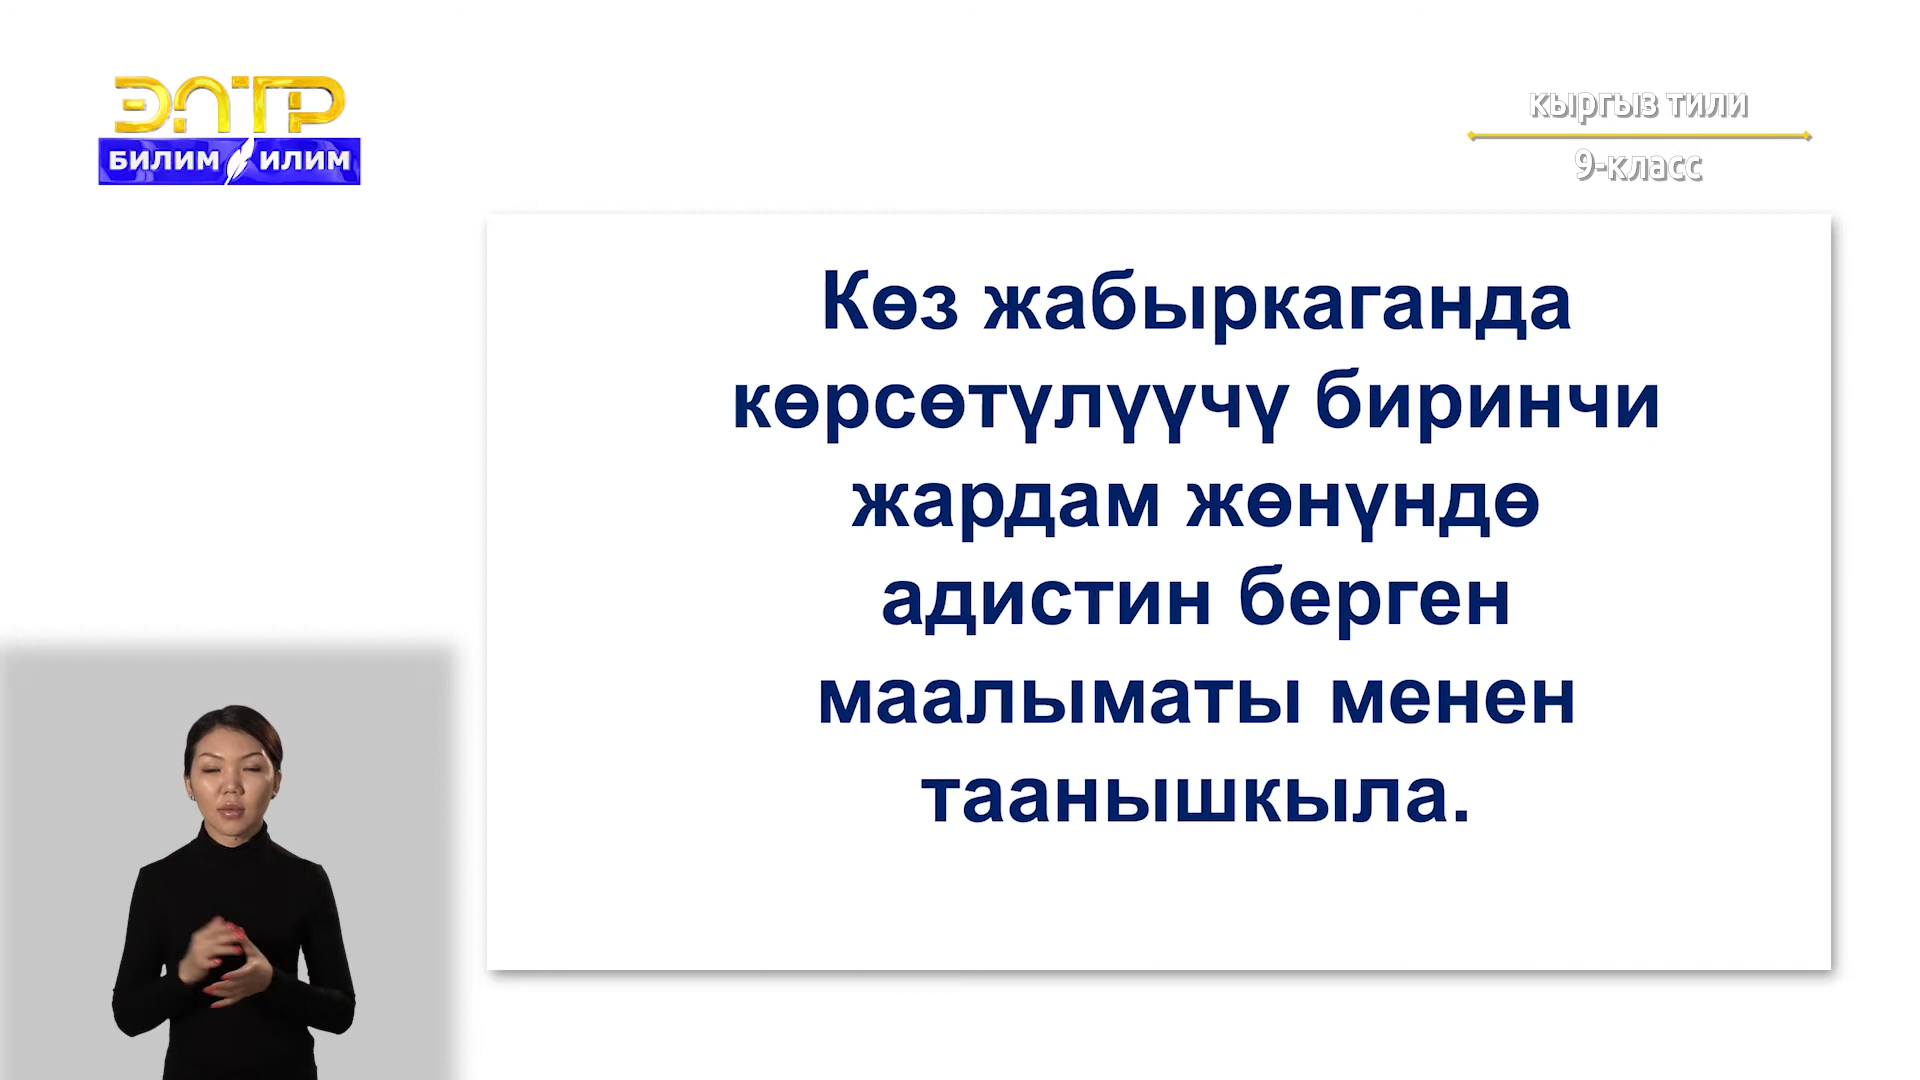 ЭЛТР
БИЛИМ ИЛИМ
кыргыз тили
9-класс
Көз жабыркаганда
көрсөтүлүүчү биринчи
жардам жөнүндө
адистин берген
маалыматы менен
таанышкыла.